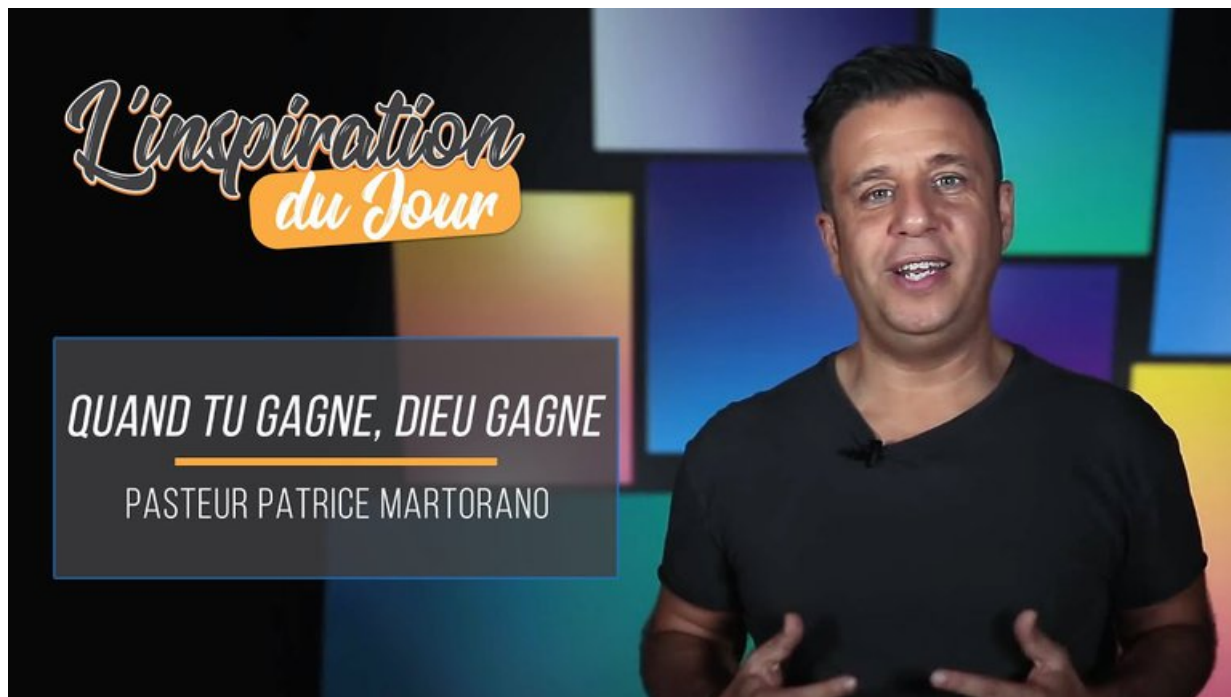 L'inspiration
du Jour
QUAND TU GAGNE, DIEU GAGNE
PASTEUR PATRICE MARTORANO